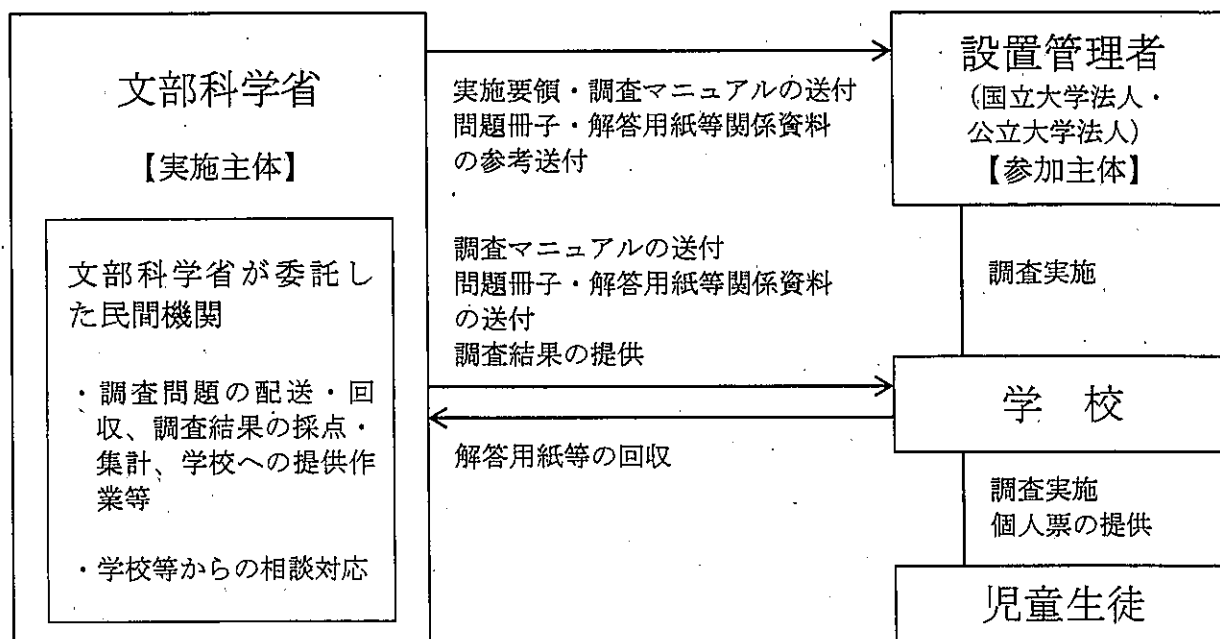 文部科学省
【実施主体】
文部科学省が委託し
た民間機関
・調査問題の配送・回
収、調査結果の採点・
集計、学校への提供作
業等
・学校等からの相談対応
実施要領・調査マニュアルの送付
問題冊子・解答用紙等関係資料
の参考送付
調査マニュアルの送付
問題冊子・解答用紙等関係資料
の送付
調査結果の提供
解答用紙等の回収
設置管理者
(国立大学法人・
公立大学法人)
【参加主体】
調査実施
学 校
調査実施
個人票の提供
児童生徒